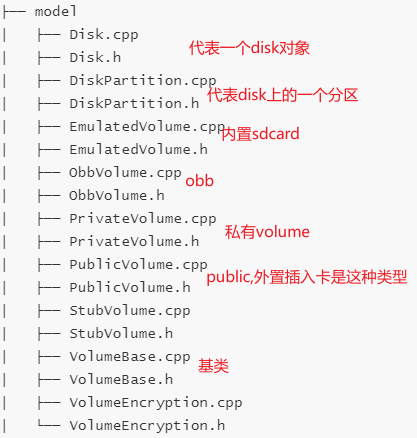 ├── model
│   ├── Disk.cpp
代表一个disk对象
│   ├── Disk.h
│   ├── DiskPartition.cpp
代表disk上的一个分区
│   ├── DiskPartition.h
│   ├── EmulatedVolume.cpp
内置sdcard
│   ├── EmulatedVolume.h
│   ├── ObbVolume.cpp
obb
│   ├── ObbVolume.h
│   ├── PrivateVolume.cpp
私有volume
│   ├── PrivateVolume.h
│   ├── PublicVolume.cpp
public,外置插入卡是这种类型
│   ├── PublicVolume.h
│   ├── StubVolume.cpp
│   ├── StubVolume.h
│   ├── VolumeBase.cpp
基类
│   ├── VolumeBase.h
│   ├── VolumeEncryption.cpp
│   └── VolumeEncryption.h